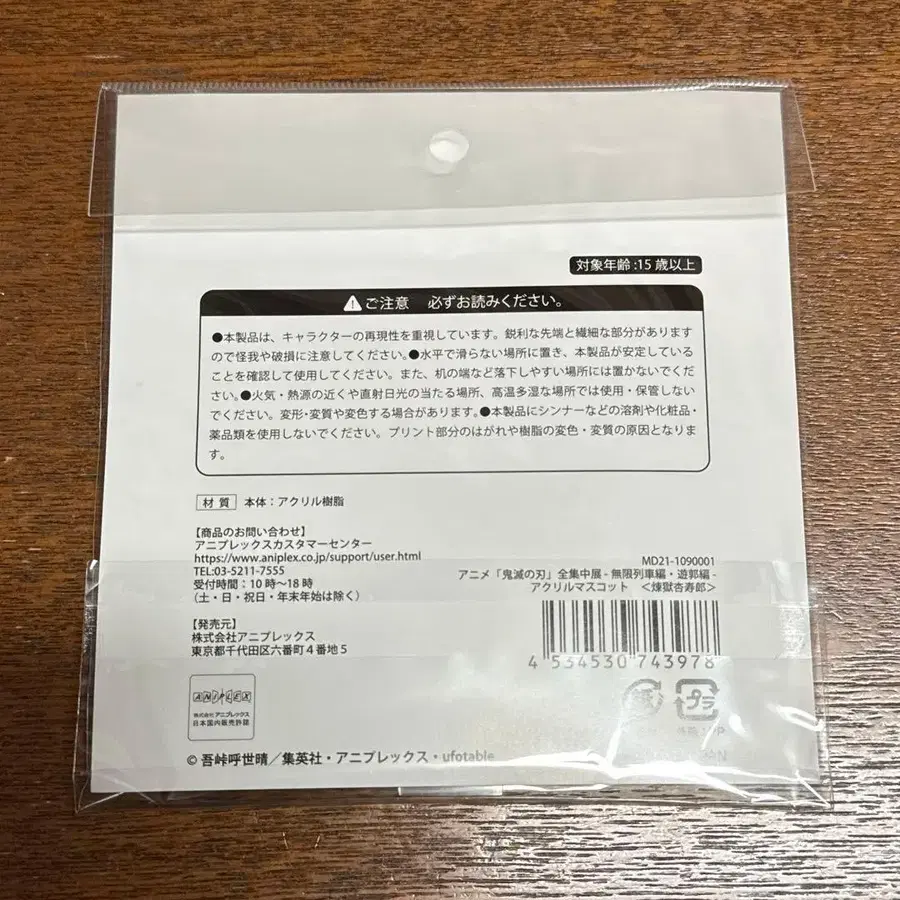 対象年齢:15歳以上
ご注意　必ずお読みください。
●本製品は、キャラクターの再現性を重視しています。鋭利な先端と繊細な部分があります
ので怪我や破損に注意してください。●水平で滑らない場所に置き、本製品が安定している
ことを確認して使用してください。また、机の端など落下しやすい場所には置かないでくだ
さい。●火気・熱源の近くや直射日光の当たる場所、高温多湿な場所では使用・保管しない
でください。変形・変質や変色する場合があります。●本製品にシンナーなどの溶剤や化粧品・
薬品類を使用しないでください。プリント部分のはがれや樹脂の変色・変質の原因となりま
す。
材質 本体：アクリル樹脂
【商品のお問い合わせ】
アニプレックスカスタマーセンター
https://www.aniplex.co.jp/support/user.html
TEL:03-5211-7555
受付時間：10時〜18時
（土・日・祝日・年末年始は除く）
【発売元】
株式会社アニプレックス
東京都千代田区六番町4番地5
MD21-1090001
アニメ「鬼滅の刃」全集中展 - 無限列車編・遊郭編 -
アクリルマスコット　＜煉獄杏寿郎＞
4 534530 743978
ANIPLEX
株式会社アニプレックス
日本国内販売許諾
プラ
© 吾峠呼世晴／集英社・アニプレックス・ufotable